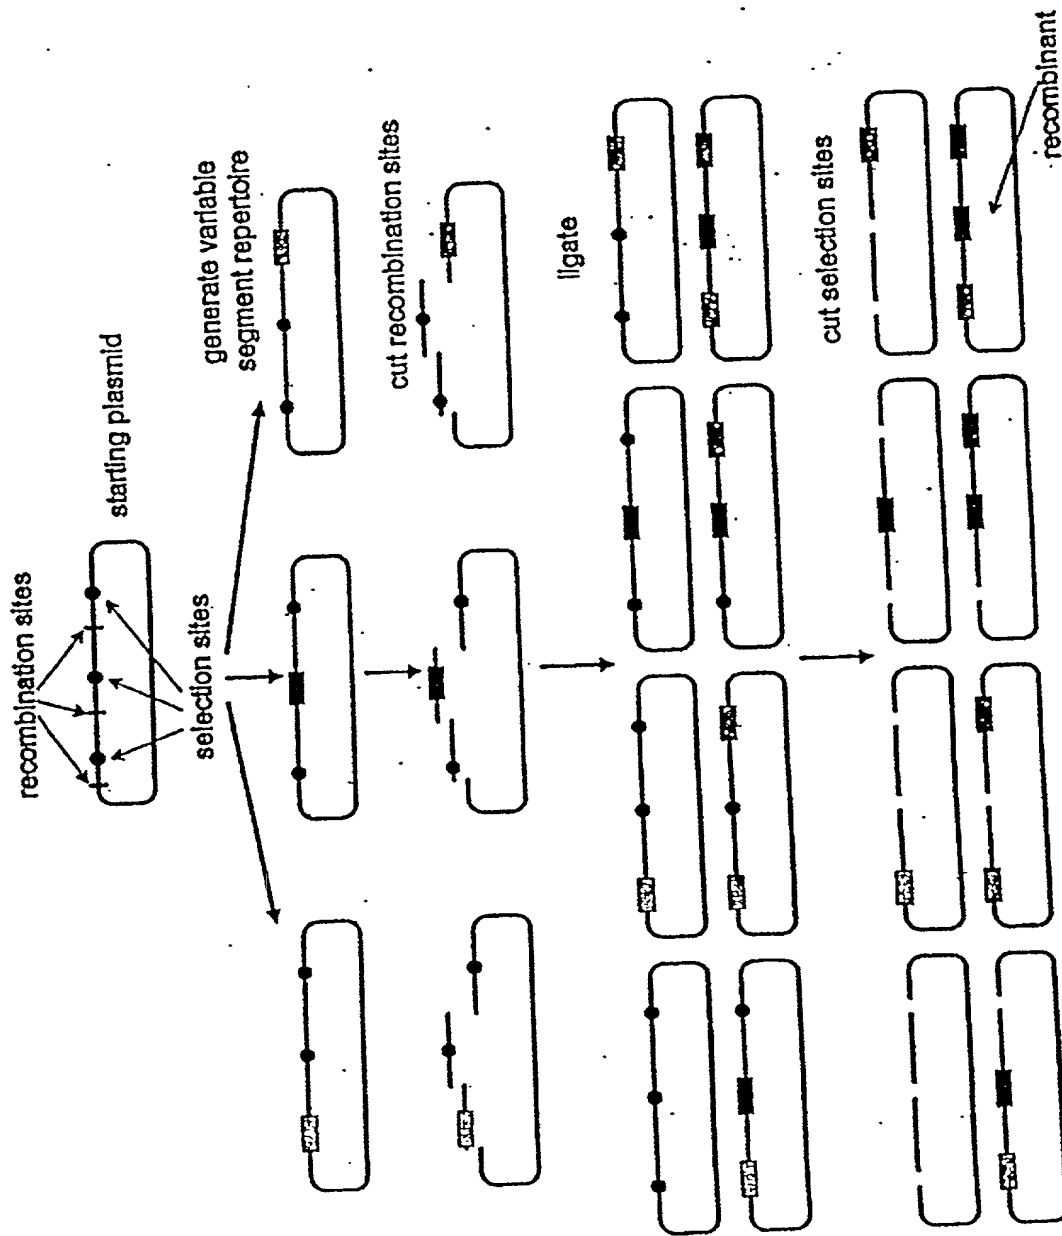 recombination sites
starting plasmid
selection sites
generate variable
segment repertoire
cut recombination sites
ligate
cut selection sites
recombinant